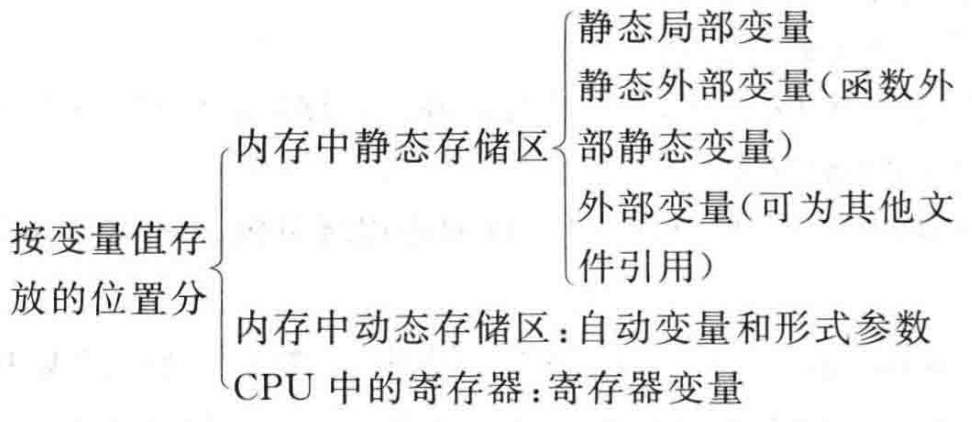 静态局部变量
静态外部变量(函数外
内存中静态存储区
部静态变量)
外部变量(可为其他文
按变量值存
件引用)
放的位置分
内存中动态存储区:自动变量和形式参数
CPU 中的寄存器:寄存器变量